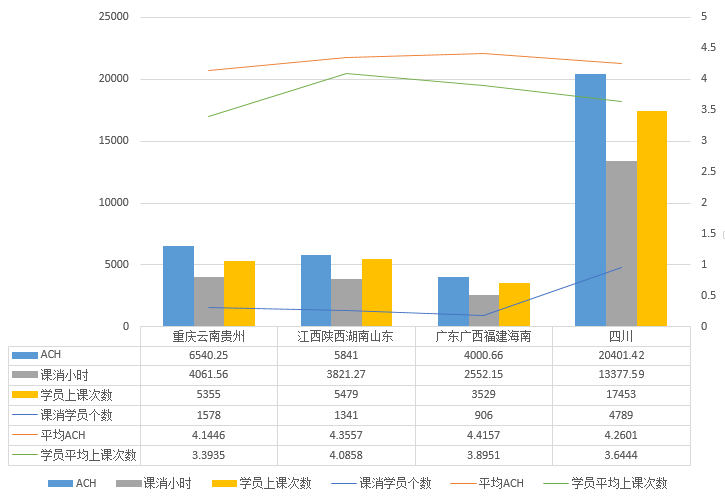 25000
20000
15000
10000
5000
0
5
4.5
4
3.5
3
2.5
2
1.5
1
0.5
0
重庆云南贵州 江西陕西湖南山东 广东广西福建海南 四川
ACH 6540.25 5841 4000.66 20401.42
课消小时 4061.56 3821.27 2552.15 13377.59
学员上课次数 5355 5479 3529 17453
课消学员个数 1578 1341 906 4789
平均ACH 4.1446 4.3557 4.4157 4.2601
学员平均上课次数 3.3935 4.0858 3.8951 3.6444
ACH 课消小时 学员上课次数 课消学员个数 平均ACH 学员平均上课次数